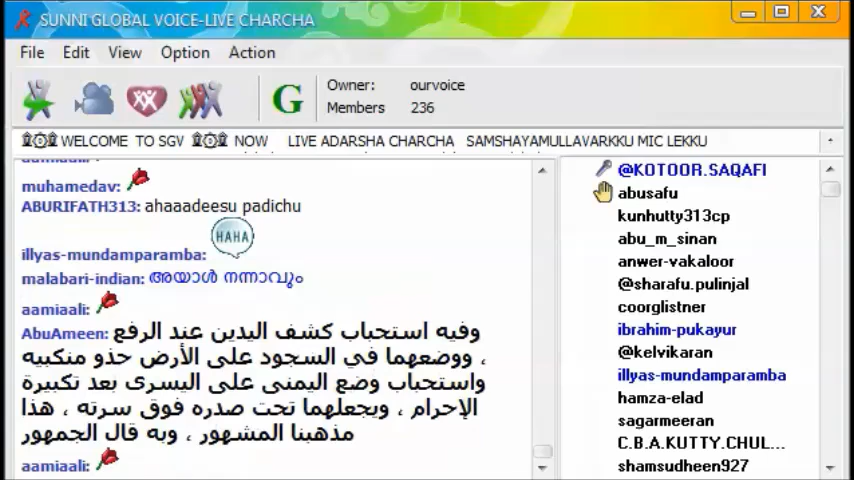 SUNNI GLOBAL VOICE-LIVE CHARCHA
File Edit View Option Action
G
Owner: ourvoice
Members 236
WELCOME TO SGV NOW LIVE ADARSHA CHARCHA SAMSHAYAMULLAVARKKU MIC LEKKU
muhamedav:
ABURIFATH313: ahaaadeesu padichu
HAHA
illyas-mundamparamba:
malabari-indian: അയാൾ നന്നാവും
aamiaali:
AbuAmeen: وفيه استحباب كشف اليدين عند الرفع
، ووضعهما في السجود على الأرض حذو منكبيه
واستحباب وضع اليمنى على اليسرى بعد تكبيرة
الإحرام ، ويجعلهما تحت صدره فوق سرته ، هذا
مذهبنا المشهور ، وبه قال الجمهور
aamiaali:
@KOTOOR.SAQAFI
abusafu
kunhutty313cp
abu_m_sinan
anwer-vakaloor
@sharafu.pulinjal
coorglistner
ibrahim-pukayur
@kelvikaran
illyas-mundamparamba
hamza-elad
sagarmeeran
C.B.A.KUTTY.CHUL...
shamsudheen927